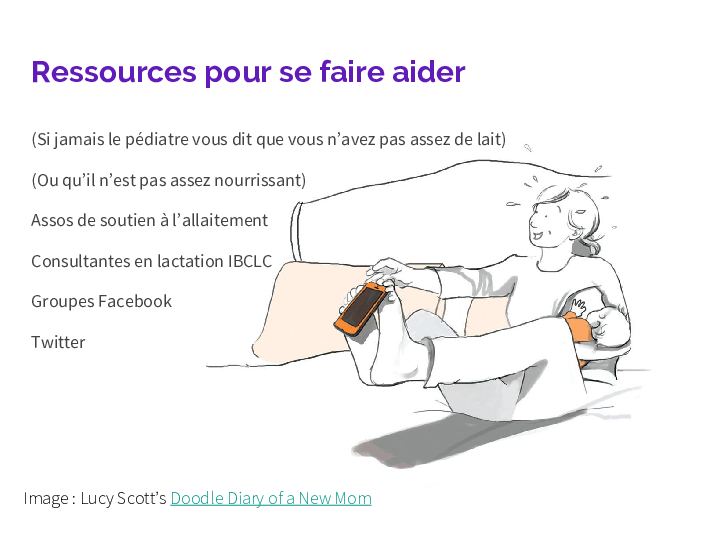 Ressources pour se faire aider
(Si jamais le pédiatre vous dit que vous n’avez pas assez de lait)
(Ou qu’il n’est pas assez nourrissant)
Assos de soutien à l’allaitement
Consultantes en lactation IBCLC
Groupes Facebook
Twitter
Image : Lucy Scott’s Doodle Diary of a New Mom